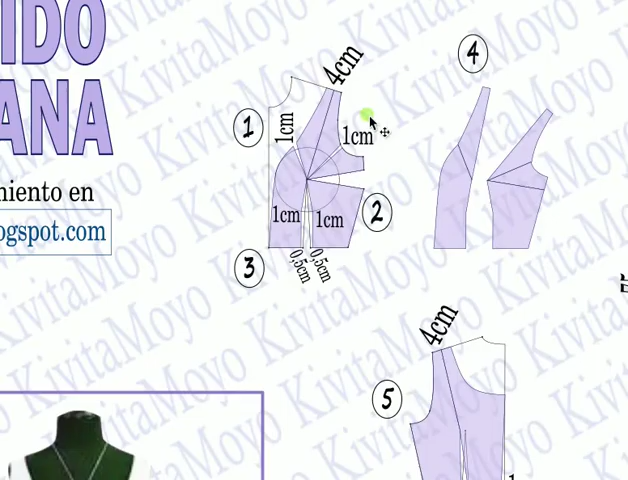 IDO
ANA
miento en
ogspot.com
1
4cm
1cm
1cm
1cm
1cm
2
3
0,5cm
0,5cm
4
4cm
5
KivitaMoyo